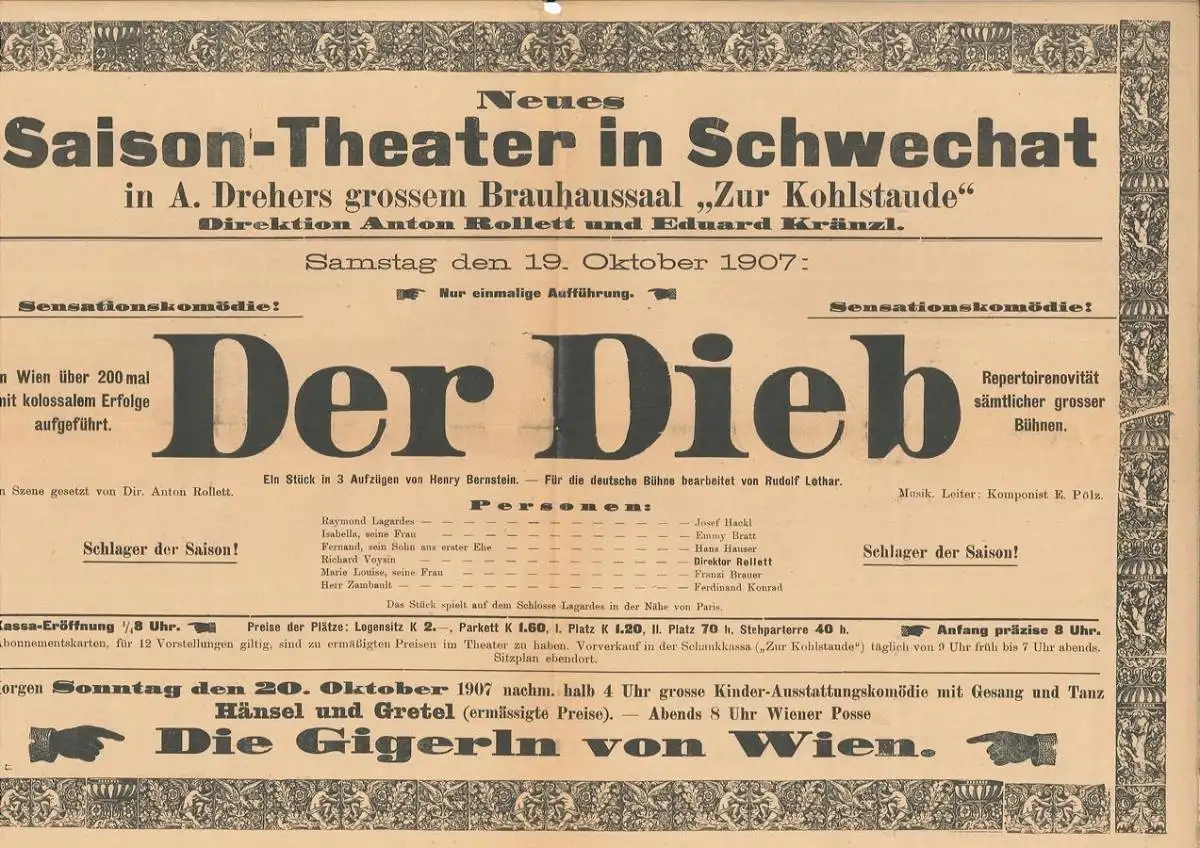 Neues
Saison-Theater in Schwechat
in A. Drehers grossem Brauhaussaal „Zur Kohlstaude“
Direktion Anton Rollett und Eduard Kränzl.
Samstag den 19. Oktober 1907:
Nur einmalige Aufführung.
Sensationskomödie! Sensationskomödie!
n Wien über 200mal
mit kolossalem Erfolge
aufgeführt.
Der Dieb
Repertoirenovität
sämtlicher grosser
Bühnen.
Ein Stück in 3 Aufzügen von Henry Bernstein. — Für die deutsche Bühne bearbeitet von Rudolf Lothar.
n Szene gesetzt von Dir. Anton Rollett. Musik. Leiter: Komponist E. Pölz.
Personen:
Raymond Lagardes — — — — — — — — — — — Josef Hackl
Isabella, seine Frau — — — — — — — — — — — Emmy Bratt
Fernand, sein Sohn aus erster Ehe — — — — — — — — Hans Hauser
Richard Voysin — — — — — — — — — — — Direktor Rollett
Marie Louise, seine Frau — — — — — — — — — — Franzi Brauer
Herr Zambault — — — — — — — — — — — — Ferdinand Konrad
Schlager der Saison! Schlager der Saison!
Das Stück spielt auf dem Schlosse Lagardes in der Nähe von Paris.
Kassa-Eröffnung 1/48 Uhr. Preise der Plätze: Logensitz K 2.—, Parkett K 1.60, I. Platz K 1.20, II. Platz 70 h, Stehparterre 40 h. Anfang präzise 8 Uhr.
Abonnementskarten, für 12 Vorstellungen giltig, sind zu ermäßigten Preisen im Theater zu haben. Vorverkauf in der Schankkassa („Zur Kohlstaude“) täglich von 9 Uhr früh bis 7 Uhr abends.
Sitzplan ebendort.
orgen Sonntag den 20. Oktober 1907 nachm. halb 4 Uhr grosse Kinder-Ausstattungskomödie mit Gesang und Tanz
Hänsel und Gretel (ermässigte Preise). — Abends 8 Uhr Wiener Posse
Die Gigerln von Wien.